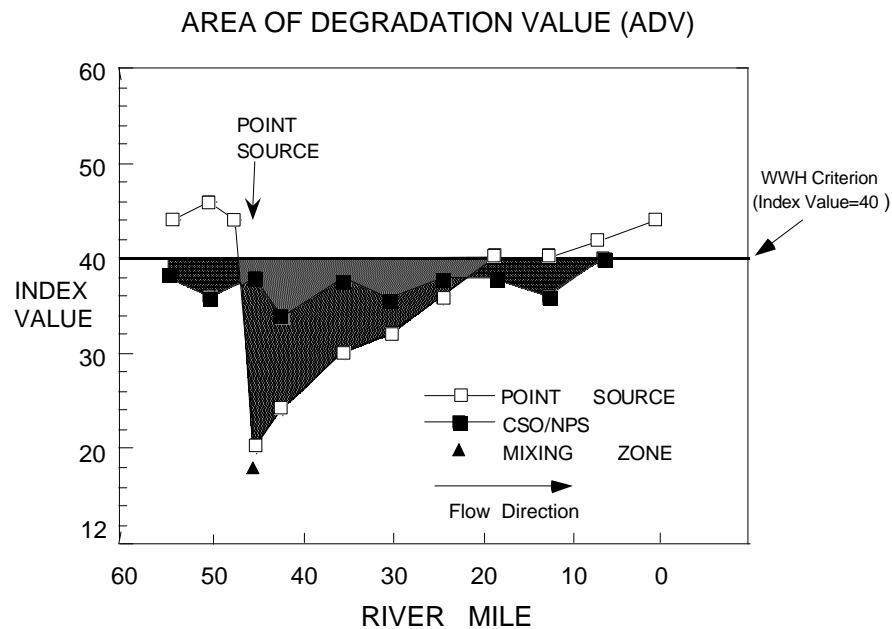 AREA OF DEGRADATION VALUE (ADV)
60
50
40
30
20
12
INDEX
VALUE
POINT
SOURCE
WWH Criterion
(Index Value=40 )
POINT SOURCE
CSO/NPS
MIXING ZONE
Flow Direction
60 50 40 30 20 10 0
RIVER MILE